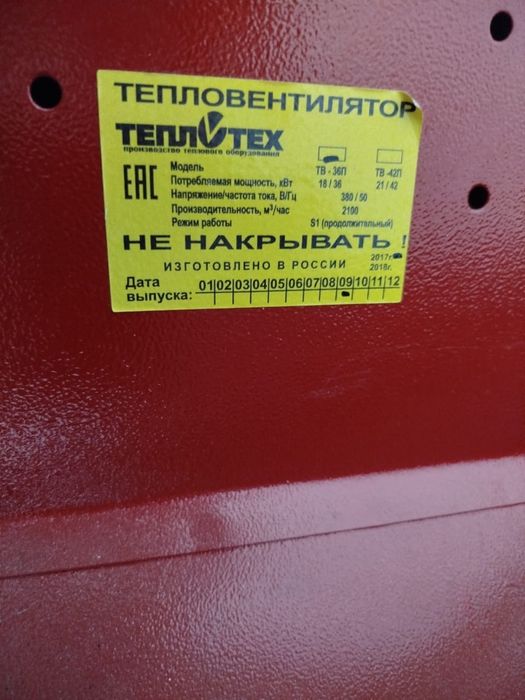 ТЕПЛОВЕНТИЛЯТОР
ТЕПЛОТЕХ
производство теплового оборудования
ЕАС
Модель ТВ - 36П ТВ -42П
Потребляемая мощность, кВт 18 / 36 21 / 42
Напряжение/частота тока, В/Гц 380 / 50
Производительность, м³/час 2100
Режим работы S1 (продолжительный)
НЕ НАКРЫВАТЬ !
ИЗГОТОВЛЕНО В РОССИИ
2017г.
2018г.
Дата выпуска: 01 02 03 04 05 06 07 08 09 10 11 12